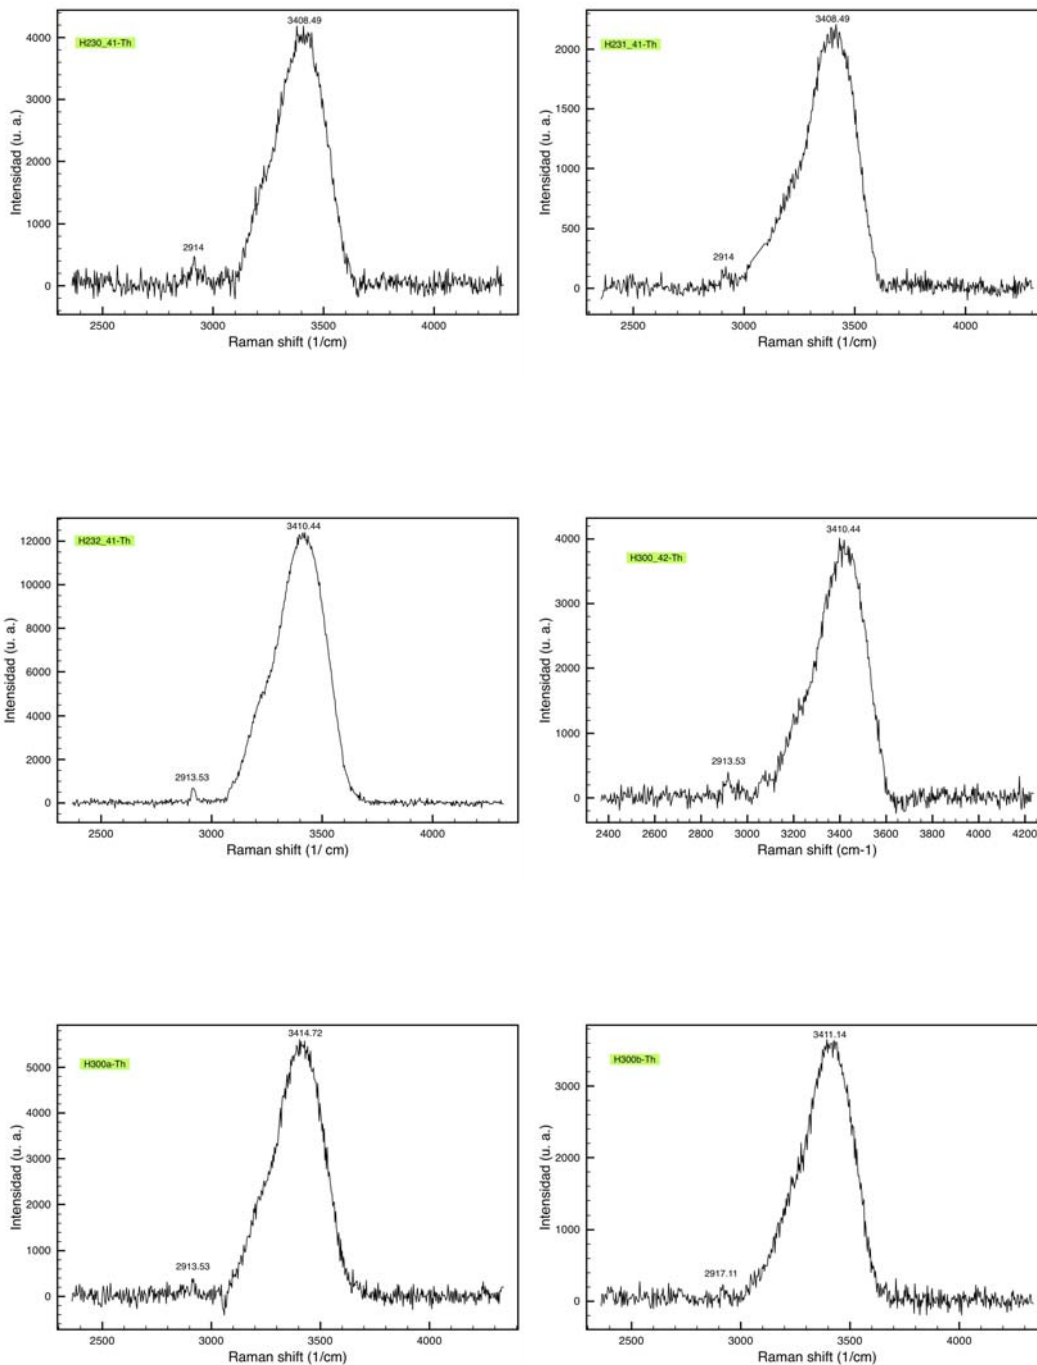 3408.49
H230_41-Th
4000
3000
2000
1000
0
2914
2500 3000 3500 4000
Intensidad (u. a.)
Raman shift (1/cm)
3408.49
H231_41-Th
2000
1500
1000
500
0
2914
2500 3000 3500 4000
Intensidad (u. a.)
Raman shift (1/cm)
3410.44
H232_41-Th
12000
10000
8000
6000
4000
2000
0
2913.53
2500 3000 3500 4000
Intensidad (u. a.)
Raman shift (1/ cm)
3410.44
H300_42-Th
4000
3000
2000
1000
0
2913.53
2400 2600 2800 3000 3200 3400 3600 3800 4000 4200
Intensidad (u. a.)
Raman shift (cm-1)
3414.72
H300a-Th
5000
4000
3000
2000
1000
0
2913.53
2500 3000 3500 4000
Intensidad (u. a.)
Raman shift (1/cm)
3411.14
H300b-Th
3000
2000
1000
0
2917.11
2500 3000 3500 4000
Intensidad (u. a.)
Raman shift (1/cm)